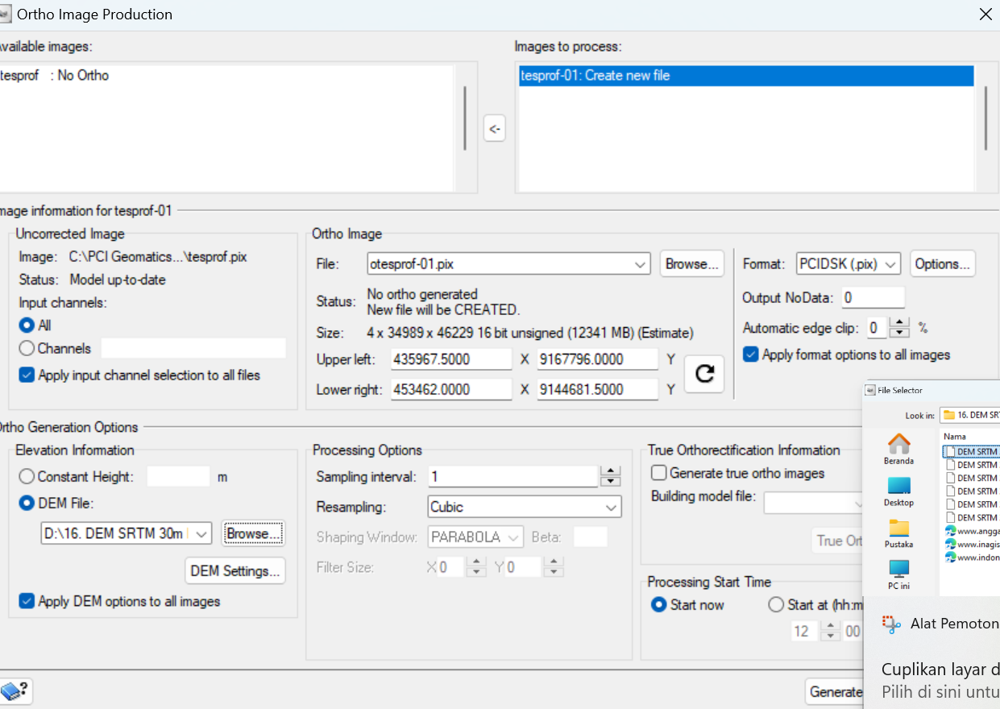 Ortho Image Production
Available images:
Images to process:
tesprof : No Ortho
tesprof-01: Create new file
<-
Image information for tesprof-01
Uncorrected Image
Image: C:\PCI Geomatics...\tesprof.pix
Status: Model up-to-date
Input channels:
All
Channels
Apply input channel selection to all files
Ortho Image
File: otesprof-01.pix Browse...
Status: No ortho generated
New file will be CREATED.
Size: 4 x 34989 x 46229 16 bit unsigned (12341 MB) (Estimate)
Upper left: 435967.5000 X 9167796.0000 Y
Lower right: 453462.0000 X 9144681.5000 Y
Format: PCIDSK (.pix) Options...
Output NoData: 0
Automatic edge clip: 0 %
Apply format options to all images
Ortho Generation Options
Elevation Information
Constant Height: m
DEM File:
D:\16. DEM SRTM 30m Browse...
DEM Settings...
Apply DEM options to all images
Processing Options
Sampling interval: 1
Resampling: Cubic
Shaping Window: PARABOLA Beta:
Filter Size: X 0 Y 0
True Orthorectification Information
Generate true ortho images
Building model file:
True Ort
Processing Start Time
Start now
Start at (hh:m
12 00
Generate
File Selector
Look in: 16. DEM SRT
Nama
DEM SRTM
DEM SRTM
DEM SRTM
DEM SRTM
DEM SRTM
DEM SRTM
www.angga
www.inagis
www.indon
Beranda
Desktop
Pustaka
PC ini
Alat Pemoton
Cuplikan layar d
Pilih di sini untu